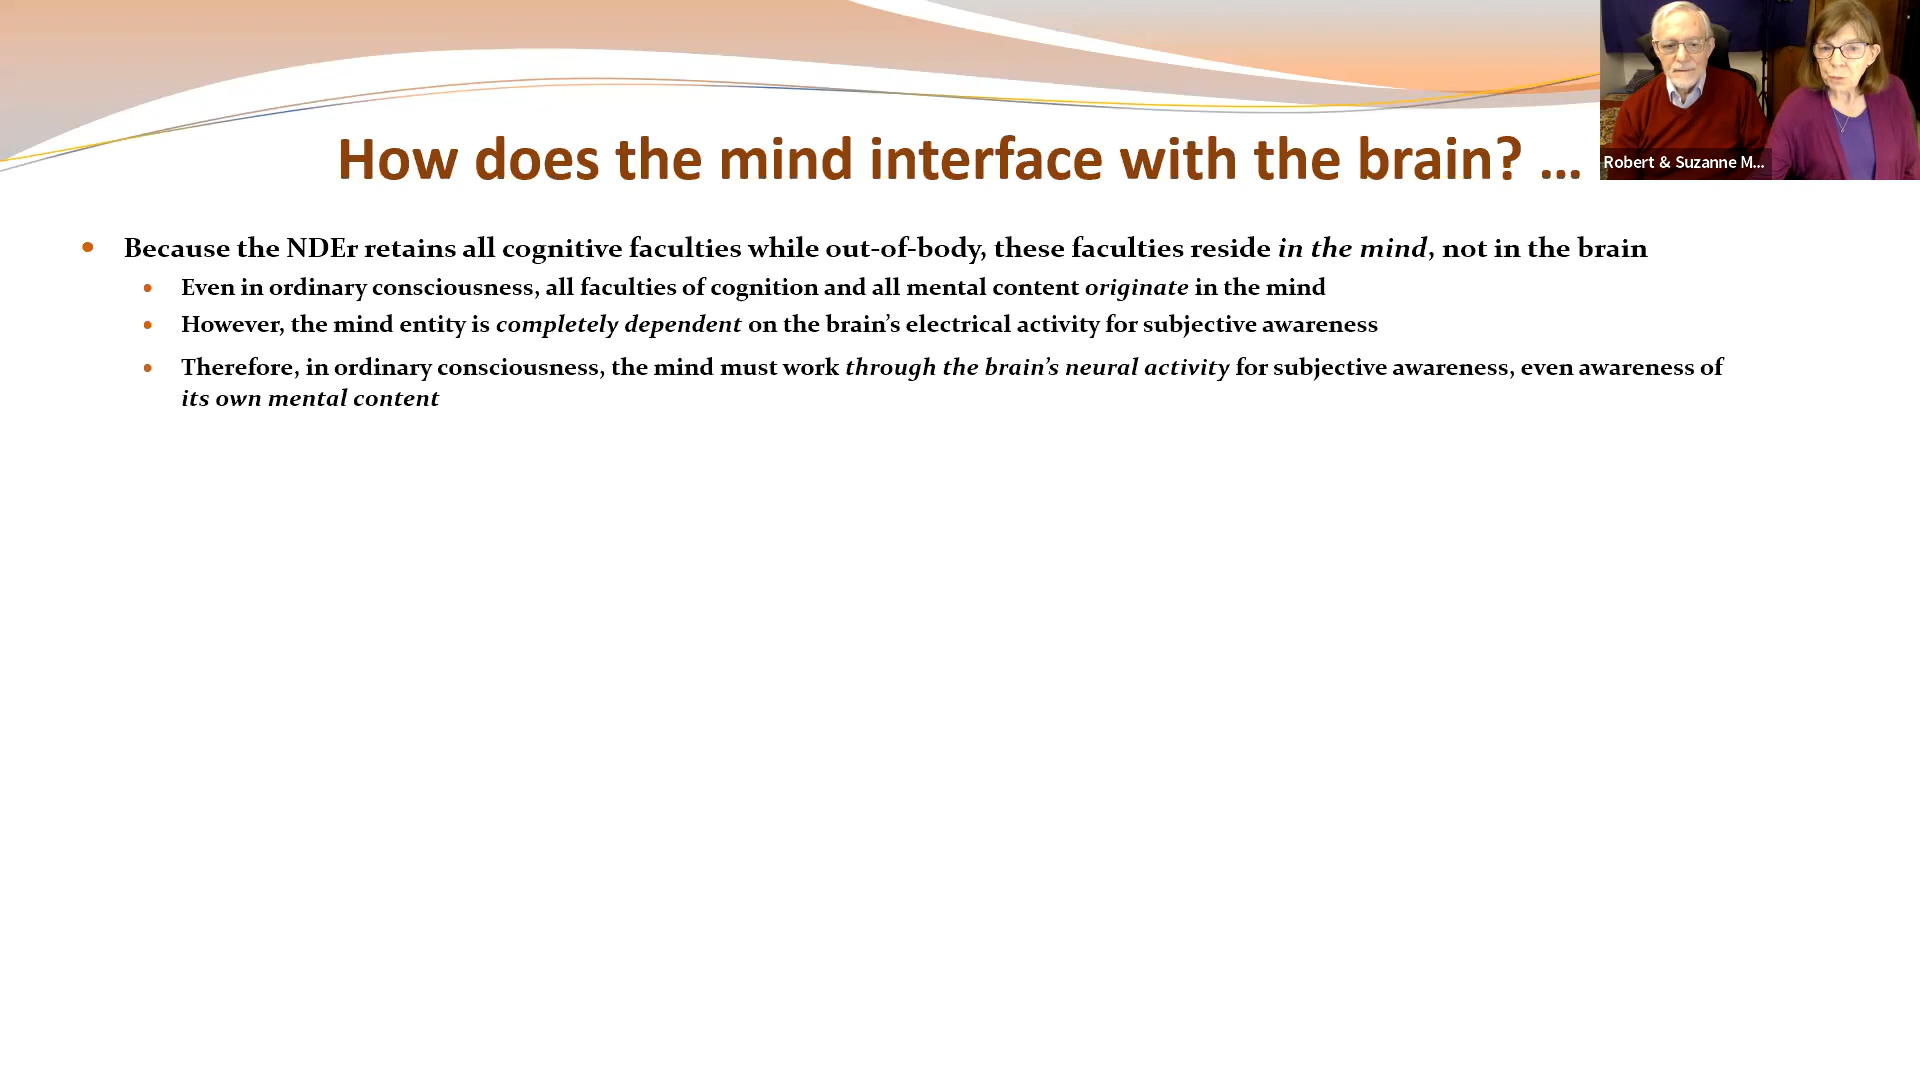 Robert & Suzanne M...
How does the mind interface with the brain? ...
• Because the NDEr retains all cognitive faculties while out-of-body, these faculties reside in the mind, not in the brain
• Even in ordinary consciousness, all faculties of cognition and all mental content originate in the mind
• However, the mind entity is completely dependent on the brain’s electrical activity for subjective awareness
• Therefore, in ordinary consciousness, the mind must work through the brain’s neural activity for subjective awareness, even awareness of
its own mental content